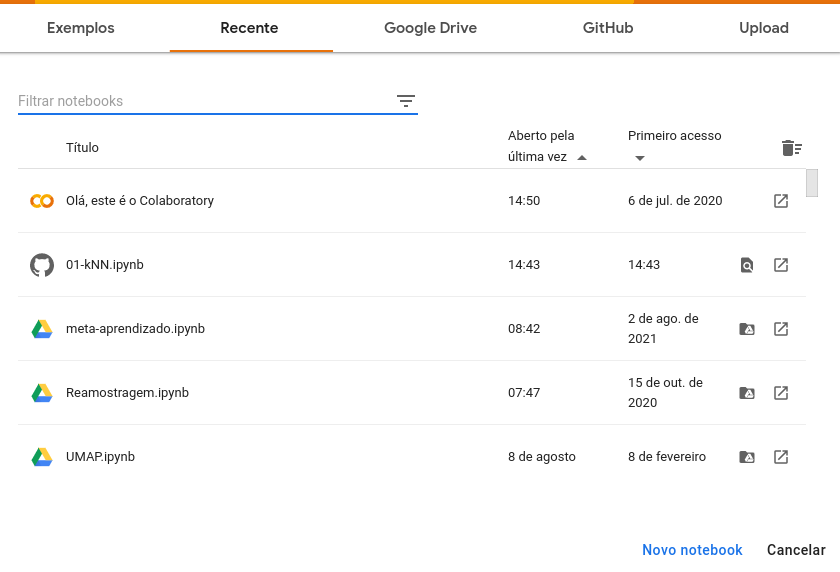 Exemplos Recente Google Drive GitHub Upload
Filtrar notebooks
Título Aberto pela última vez Primeiro acesso
Olá, este é o Colaboratory 14:50 6 de jul. de 2020
01-kNN.ipynb 14:43 14:43
meta-aprendizado.ipynb 08:42 2 de ago. de 2021
Reamostragem.ipynb 07:47 15 de out. de 2020
UMAP.ipynb 8 de agosto 8 de fevereiro
Novo notebook Cancelar